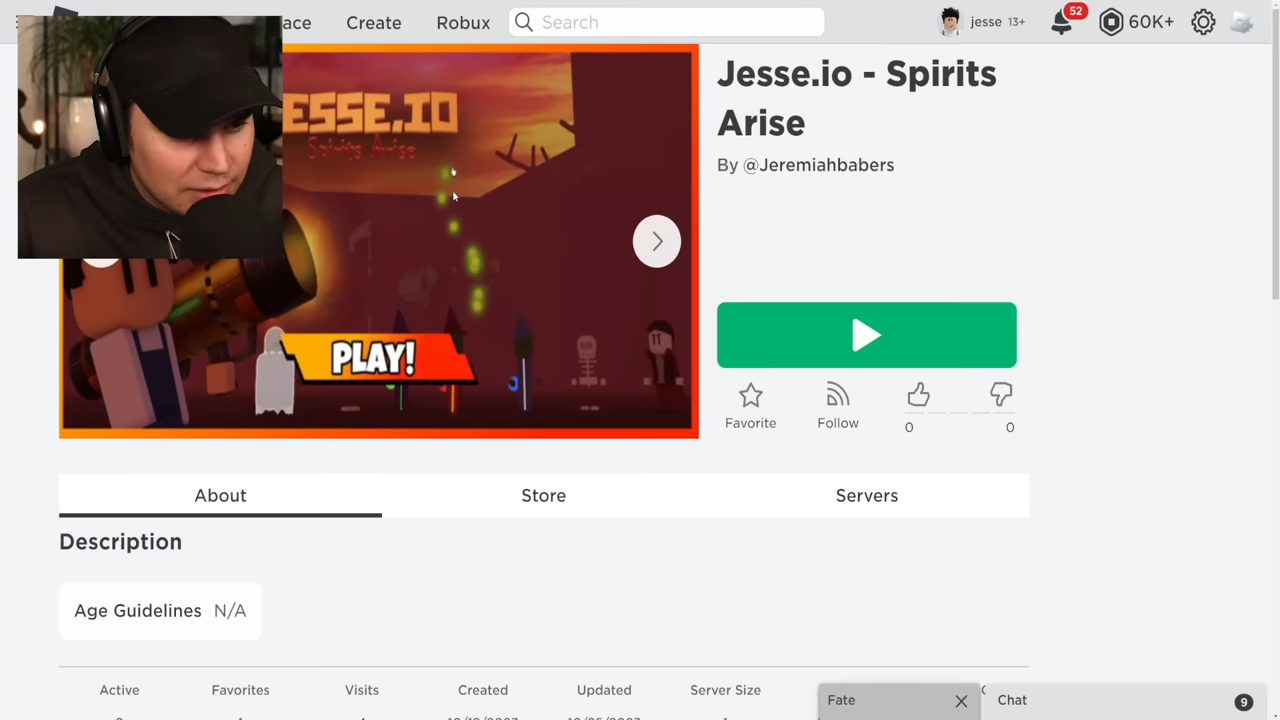 ace
Create
Robux
Search
jesse 13+
52
60K+
ESSE.IO
Spirits Arise
PLAY!
Jesse.io - Spirits
Arise
By @Jeremiahbabers
Favorite
Follow
0
0
About
Store
Servers
Description
Age Guidelines N/A
Active
Favorites
Visits
Created
Updated
Server Size
Fate
Chat
9